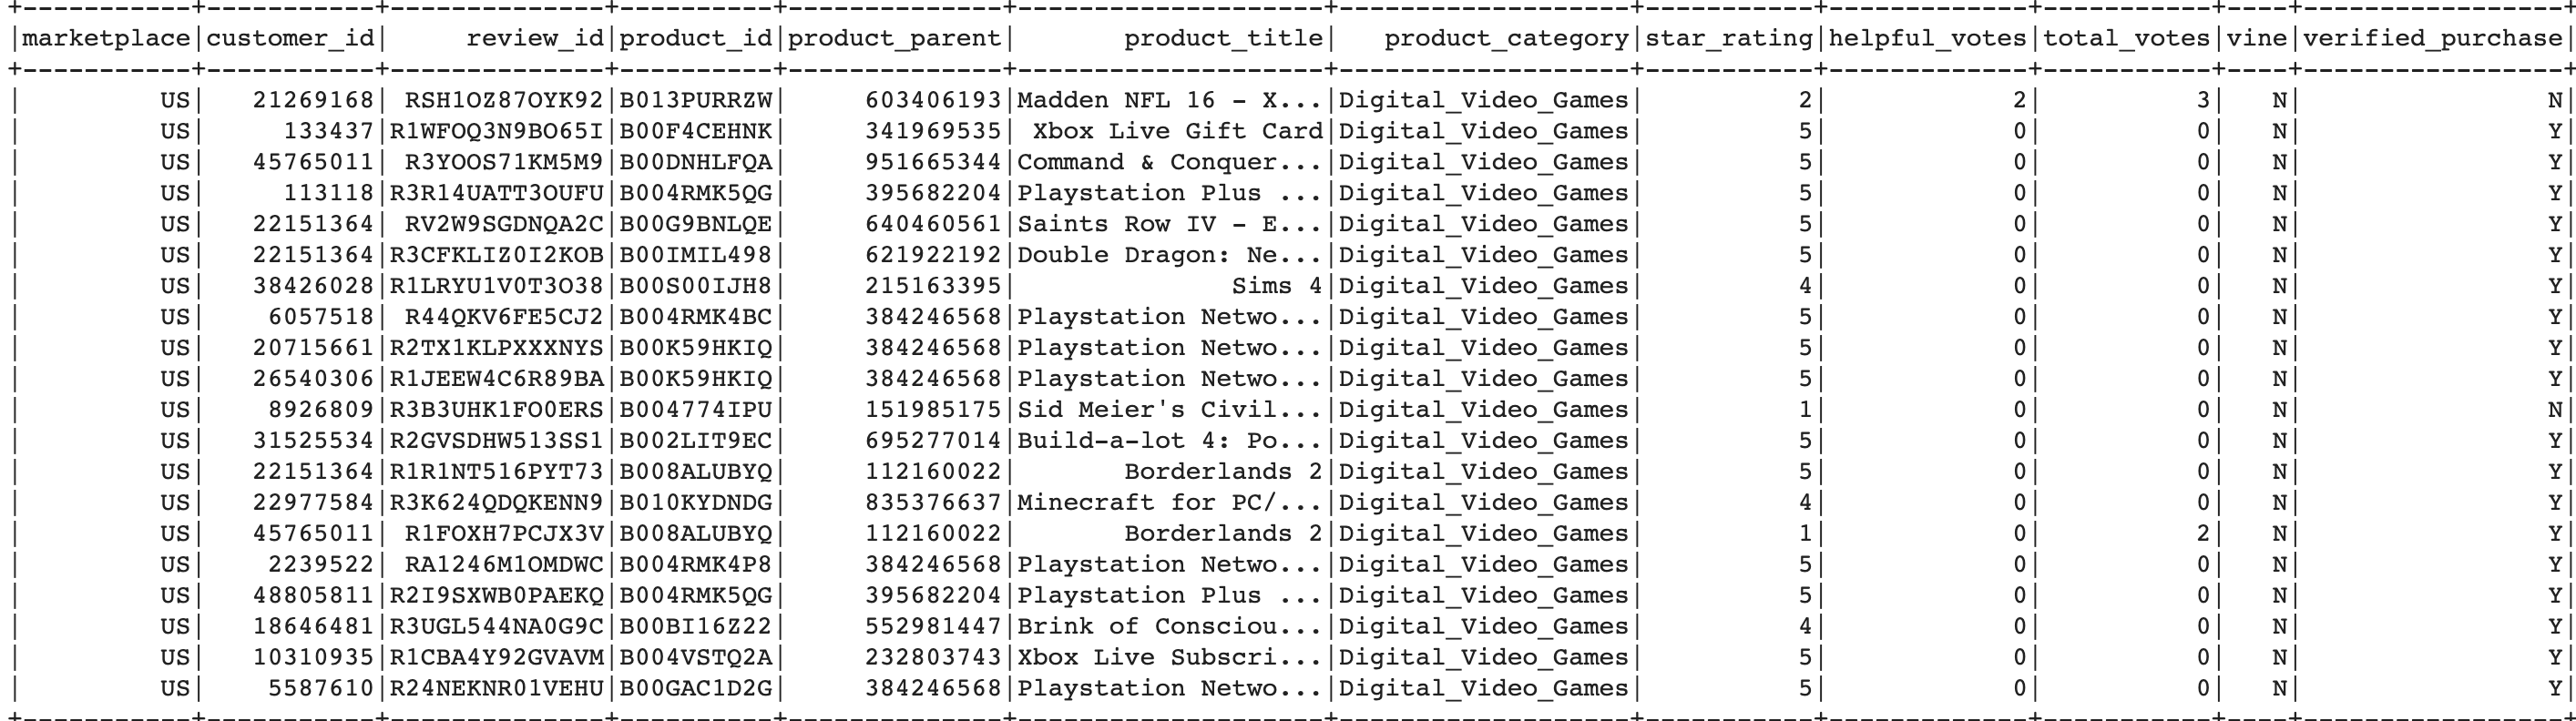 +-----------+-----------+--------------+----------+--------------+--------------------+-------------------+-----------+-------------+-----------+----+-----------------+
|marketplace|customer_id|     review_id|product_id|product_parent|       product_title|   product_category|star_rating|helpful_votes|total_votes|vine|verified_purchase|
+-----------+-----------+--------------+----------+--------------+--------------------+-------------------+-----------+-------------+-----------+----+-----------------+
|         US|   21269168| RSH1OZ87OYK92|B013PURRZW|     603406193|Madden NFL 16 - X...|Digital_Video_Games|          2|            2|          3|   N|                N|
|         US|     133437|R1WFOQ3N9BO65I|B00F4CEHNK|     341969535| Xbox Live Gift Card|Digital_Video_Games|          5|            0|          0|   N|                Y|
|         US|   45765011| R3YOOS71KM5M9|B00DNHLFQA|     951665344|Command & Conquer...|Digital_Video_Games|          5|            0|          0|   N|                Y|
|         US|     113118|R3R14UATT3OUFU|B004RMK5QG|     395682204|Playstation Plus ...|Digital_Video_Games|          5|            0|          0|   N|                Y|
|         US|   22151364| RV2W9SGDNQA2C|B00G9BNLQE|     640460561|Saints Row IV - E...|Digital_Video_Games|          5|            0|          0|   N|                Y|
|         US|   22151364|R3CFKLIZ0I2KOB|B00IMIL498|     621922192|Double Dragon: Ne...|Digital_Video_Games|          5|            0|          0|   N|                Y|
|         US|   38426028|R1LRYU1V0T3O38|B00S00IJH8|     215163395|              Sims 4|Digital_Video_Games|          4|            0|          0|   N|                Y|
|         US|    6057518| R44QKV6FE5CJ2|B004RMK4BC|     384246568|Playstation Netwo...|Digital_Video_Games|          5|            0|          0|   N|                Y|
|         US|   20715661|R2TX1KLPXXXNYS|B00K59HKIQ|     384246568|Playstation Netwo...|Digital_Video_Games|          5|            0|          0|   N|                Y|
|         US|   26540306|R1JEEW4C6R89BA|B00K59HKIQ|     384246568|Playstation Netwo...|Digital_Video_Games|          5|            0|          0|   N|                Y|
|         US|    8926809|R3B3UHK1FO0ERS|B004774IPU|     151985175|Sid Meier's Civil...|Digital_Video_Games|          1|            0|          0|   N|                N|
|         US|   31525534|R2GVSDHW513SS1|B002LIT9EC|     695277014|Build-a-lot 4: Po...|Digital_Video_Games|          5|            0|          0|   N|                Y|
|         US|   22151364|R1R1NT516PYT73|B008ALUBYQ|     112160022|       Borderlands 2|Digital_Video_Games|          5|            0|          0|   N|                Y|
|         US|   22977584|R3K624QDQKENN9|B010KYDNDG|     835376637|Minecraft for PC/...|Digital_Video_Games|          4|            0|          0|   N|                Y|
|         US|   45765011| R1FOXH7PCJX3V|B008ALUBYQ|     112160022|       Borderlands 2|Digital_Video_Games|          1|            0|          2|   N|                Y|
|         US|    2239522| RA1246M1OMDWC|B004RMK4P8|     384246568|Playstation Netwo...|Digital_Video_Games|          5|            0|          0|   N|                Y|
|         US|   48805811|R2I9SXWB0PAEKQ|B004RMK5QG|     395682204|Playstation Plus ...|Digital_Video_Games|          5|            0|          0|   N|                Y|
|         US|   18646481|R3UGL544NA0G9C|B00BI16Z22|     552981447|Brink of Consciou...|Digital_Video_Games|          4|            0|          0|   N|                Y|
|         US|   10310935|R1CBA4Y92GVAVM|B004VSTQ2A|     232803743|Xbox Live Subscri...|Digital_Video_Games|          5|            0|          0|   N|                Y|
|         US|    5587610|R24NEKNR01VEHU|B00GAC1D2G|     384246568|Playstation Netwo...|Digital_Video_Games|          5|            0|          0|   N|                Y|
+-----------+-----------+--------------+----------+--------------+--------------------+-------------------+-----------+-------------+-----------+----+-----------------+